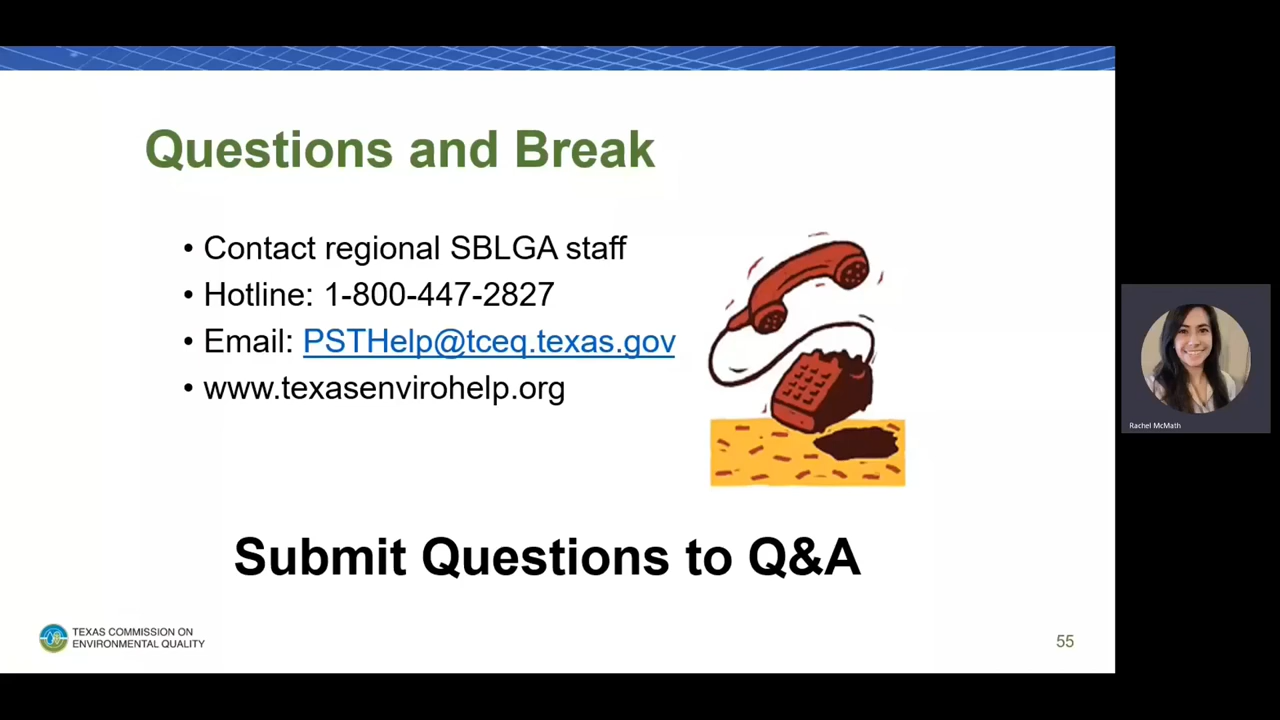 Questions and Break
• Contact regional SBLGA staff
• Hotline: 1-800-447-2827
• Email: PSTHelp@tceq.texas.gov
• www.texasenvirohelp.org
Submit Questions to Q&A
TEXAS COMMISSION ON
ENVIRONMENTAL QUALITY
55
Rachel McMath